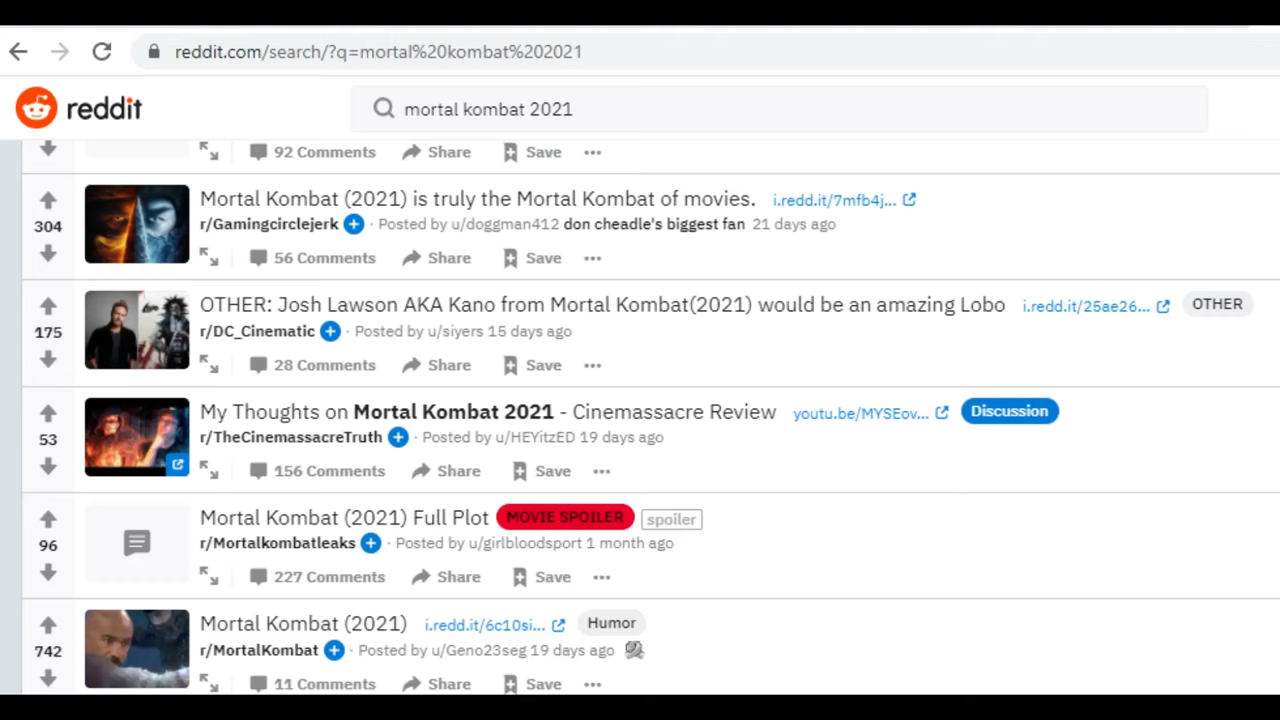 reddit.com/search/?q=mortal%20kombat%202021
reddit
mortal kombat 2021
92 Comments Share Save
Mortal Kombat (2021) is truly the Mortal Kombat of movies. i.redd.it/7mfb4j...
304
r/Gamingcirclejerk · Posted by u/doggman412 don cheadle's biggest fan 21 days ago
56 Comments Share Save
OTHER: Josh Lawson AKA Kano from Mortal Kombat(2021) would be an amazing Lobo i.redd.it/25ae26... OTHER
175
r/DC_Cinematic · Posted by u/siyers 15 days ago
28 Comments Share Save
My Thoughts on Mortal Kombat 2021 - Cinemassacre Review youtu.be/MYSEov... Discussion
53
r/TheCinemassacreTruth · Posted by u/HEYitzED 19 days ago
156 Comments Share Save
Mortal Kombat (2021) Full Plot MOVIE SPOILER spoiler
96
r/Mortalkombatleaks · Posted by u/girlbloodsport 1 month ago
227 Comments Share Save
Mortal Kombat (2021) i.redd.it/6c10si... Humor
742
r/MortalKombat · Posted by u/Geno23seg 19 days ago
11 Comments Share Save